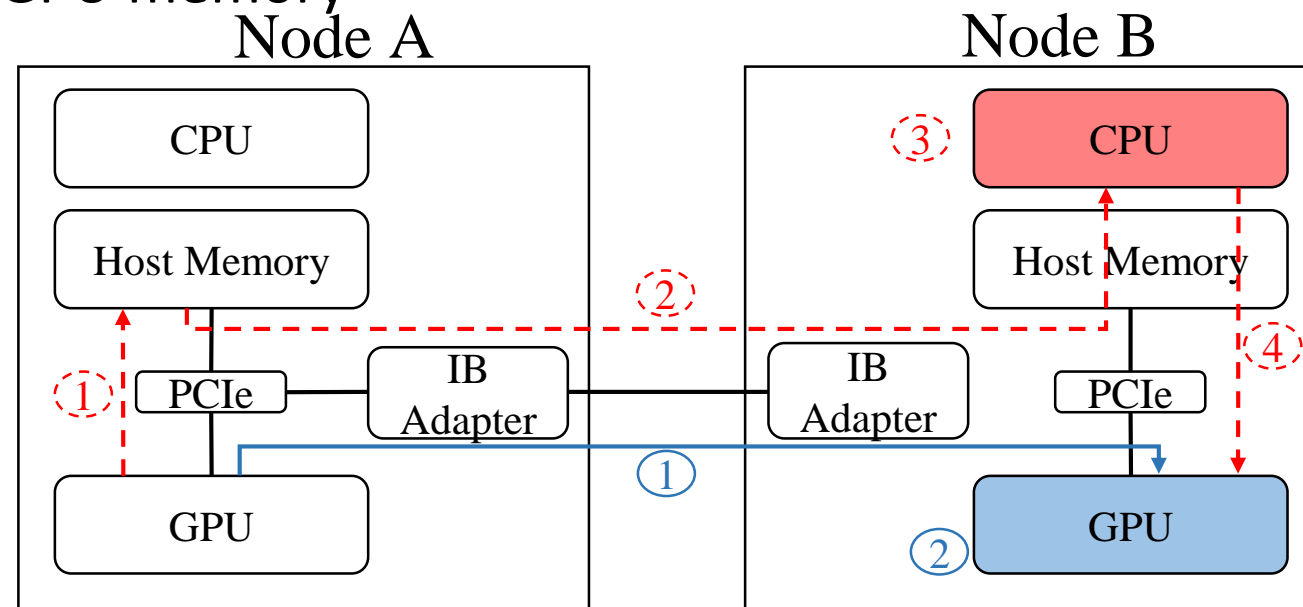 Node A
Node B
CPU
3
CPU
Host Memory
2
Host Memory
1
PCIe
IB
Adapter
IB
Adapter
PCIe
4
1
GPU
2
GPU